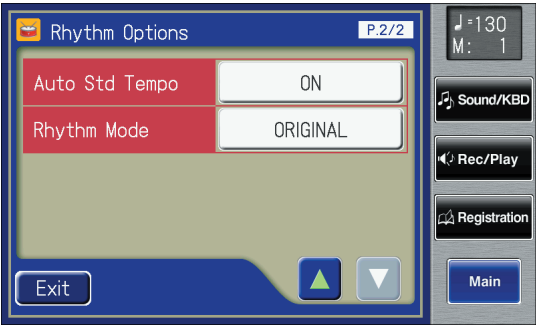 Rhythm Options
P.2/2
Auto Std Tempo
ON
Rhythm Mode
ORIGINAL
Exit
♩=130
M: 1
Sound/KBD
Rec/Play
Registration
Main